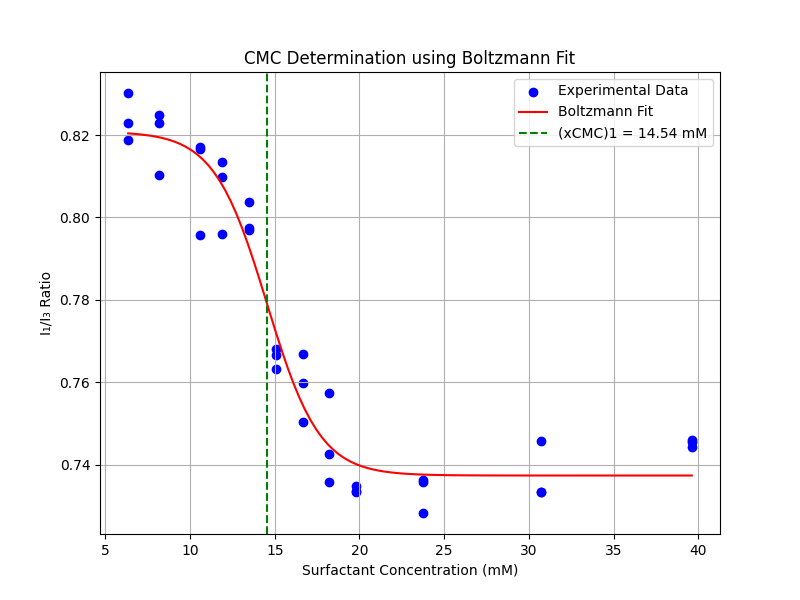 CMC Determination using Boltzmann Fit
Experimental Data
Boltzmann Fit
(xCMC)1 = 14.54 mM
0.82
0.80
0.78
0.76
0.74
I₁/I₃ Ratio
5 10 15 20 25 30 35 40
Surfactant Concentration (mM)